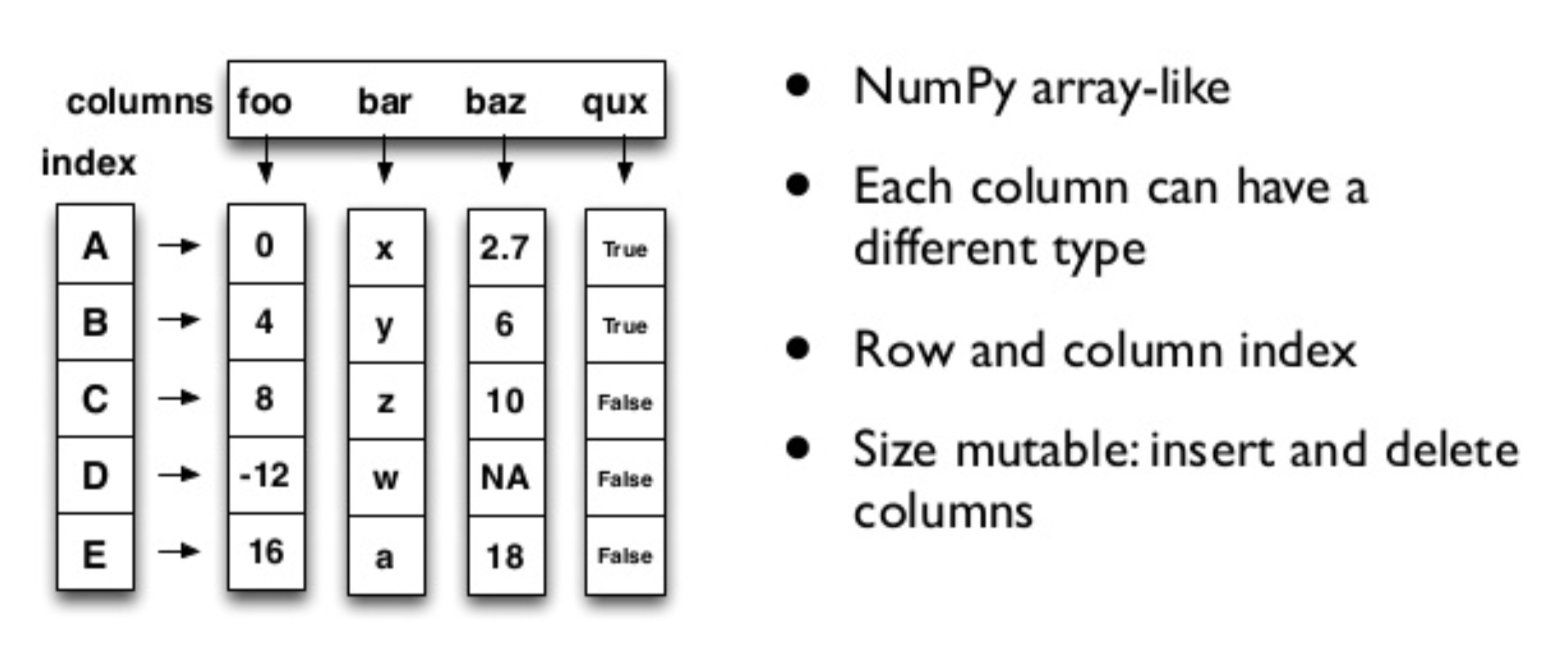 columns foo bar baz qux
index
A 0 x 2.7 True
B 4 y 6 True
C 8 z 10 False
D -12 w NA False
E 16 a 18 False
• NumPy array-like
• Each column can have a
different type
• Row and column index
• Size mutable: insert and delete
columns